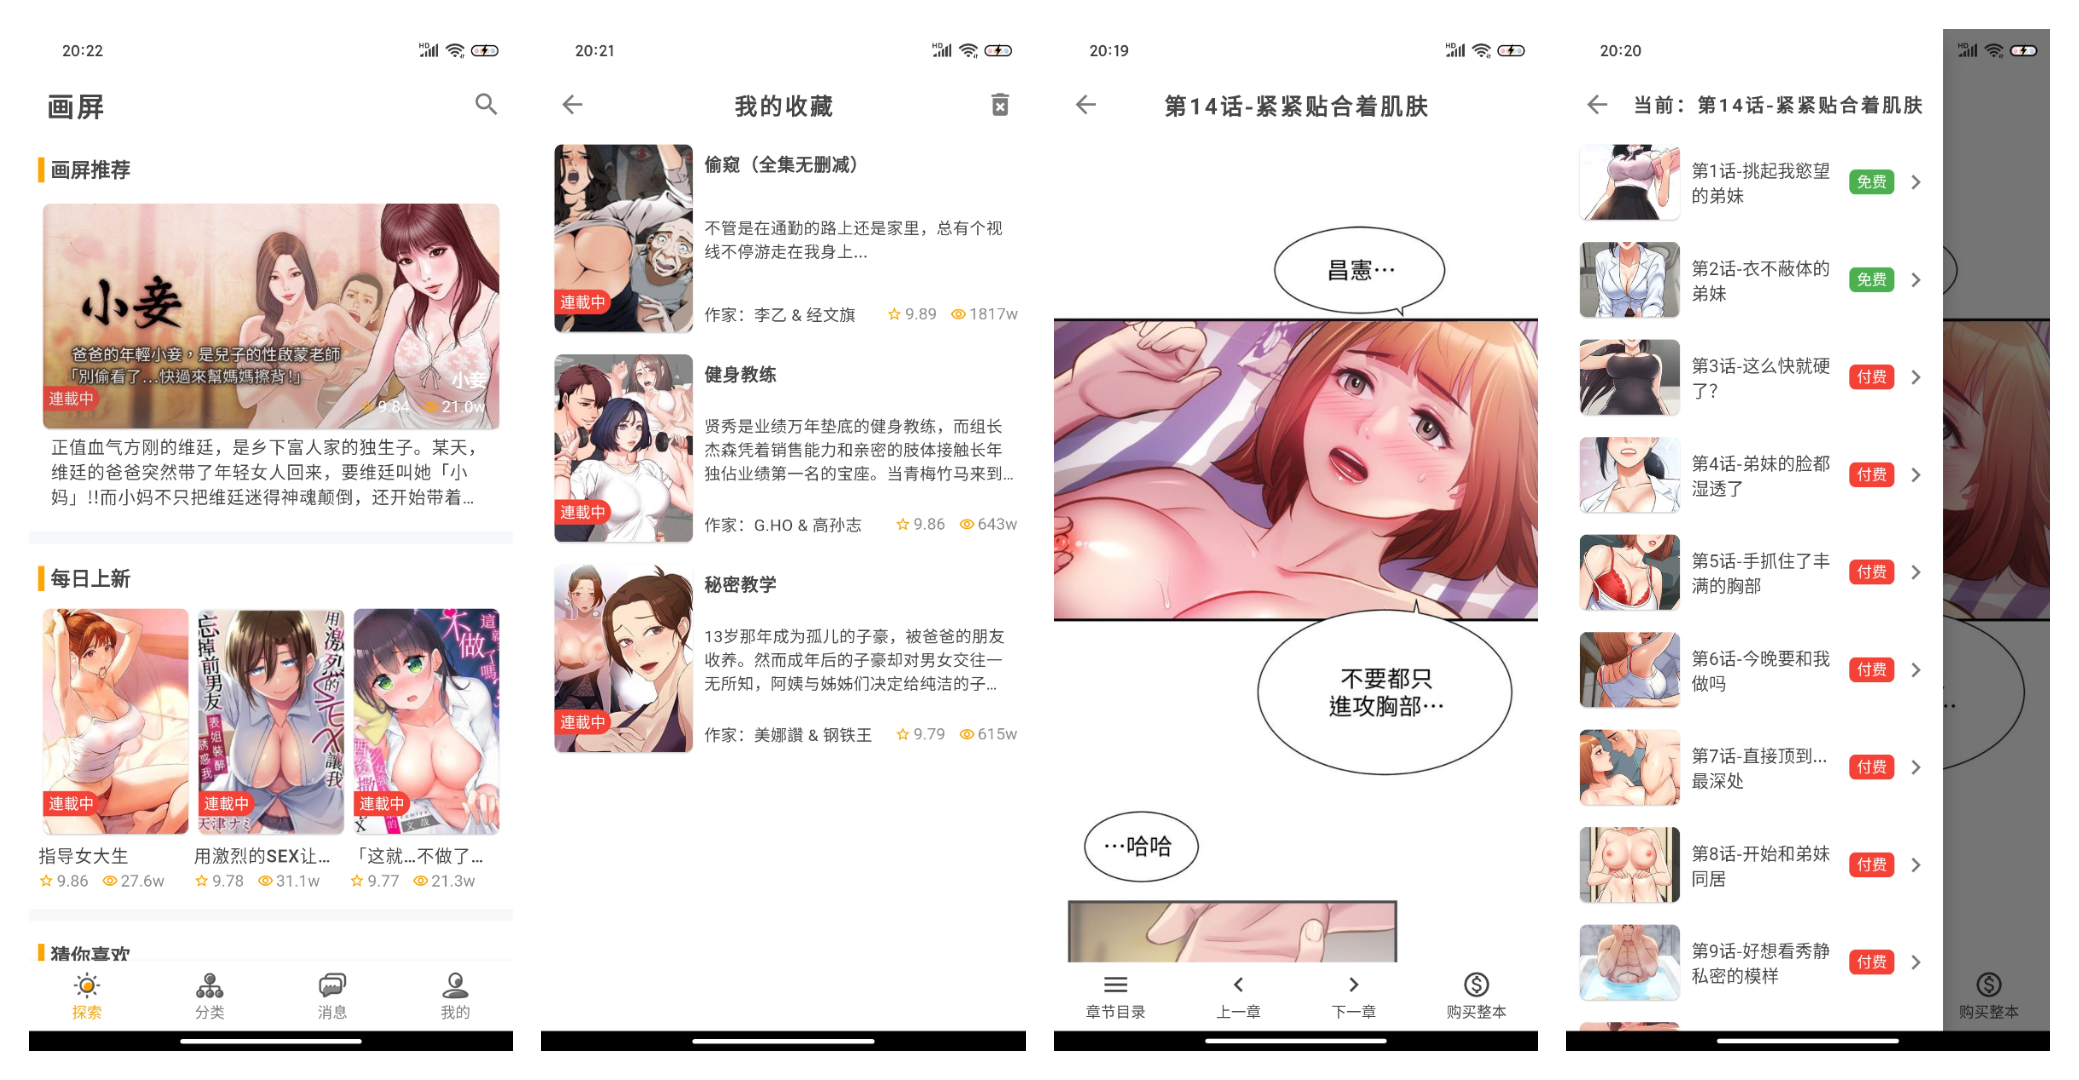 20:22
画屏
画屏推荐
小妾
爸爸的年輕小妾，是兒子的性啟蒙老師
「別偷看了...快過來幫媽媽擦背!」
小妾
連載中
9.84 21.0w
正值血气方刚的维廷，是乡下富人家的独生子。某天，
维廷的爸爸突然带了年轻女人回来，要维廷叫她「小
妈」!!而小妈不只把维廷迷得神魂颠倒，还开始带着...
每日上新
用激烈的SEX讓我
忘掉前男友
表姐裝醉
誘惑我
天津ナミ
這就
不做了嗎
連載中
連載中
連載中
指导女大生
9.86 27.6w
用激烈的SEX让...
9.78 31.1w
「这就...不做了...
9.77 21.3w
猜你喜欢
探索
分类
消息
我的
20:21
我的收藏
偷窥（全集无删减）
不管是在通勤的路上还是家里，总有个视
线不停游走在我身上...
連載中
作家：李乙 & 经文旗 9.89 1817w
健身教练
贤秀是业绩万年垫底的健身教练，而组长
杰森凭着销售能力和亲密的肢体接触长年
独佔业绩第一名的宝座。当青梅竹马来到...
連載中
作家：G.HO & 高孙志 9.86 643w
秘密教学
13岁那年成为孤儿的子豪，被爸爸的朋友
收养。然而成年后的子豪却对男女交往一
无所知，阿姨与姊姊们决定给纯洁的子...
連載中
作家：美娜讚 & 钢铁王 9.79 615w
20:19
第14话-紧紧贴合着肌肤
昌憲⋯
不要都只
進攻胸部⋯
⋯哈哈
章节目录
上一章
下一章
购买整本
20:20
当前：第14话-紧紧贴合着肌肤
第1话-挑起我慾望
的弟妹
免费
第2话-衣不蔽体的
弟妹
免费
第3话-这么快就硬
了？
付费
第4话-弟妹的脸都
湿透了
付费
第5话-手抓住了丰
满的胸部
付费
第6话-今晚要和我
做吗
付费
第7话-直接顶到...
最深处
付费
第8话-开始和弟妹
同居
付费
第9话-好想看秀静
私密的模样
付费
购买整本